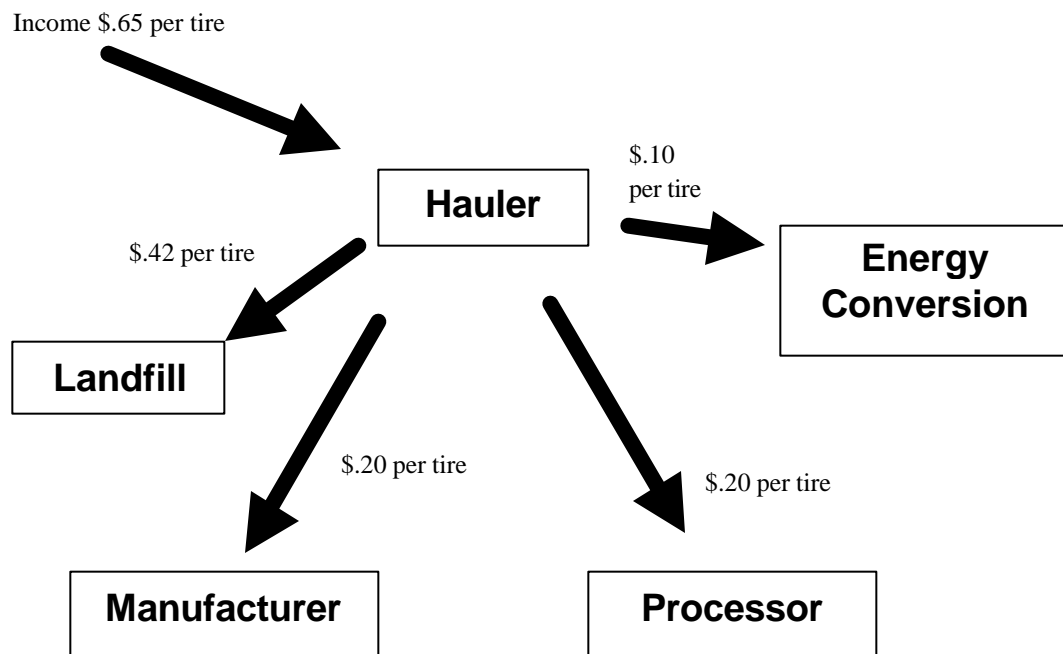 Income $.65 per tire
$.10
per tire
Hauler
$.42 per tire
Energy
Conversion
Landfill
$.20 per tire
$.20 per tire
Manufacturer
Processor